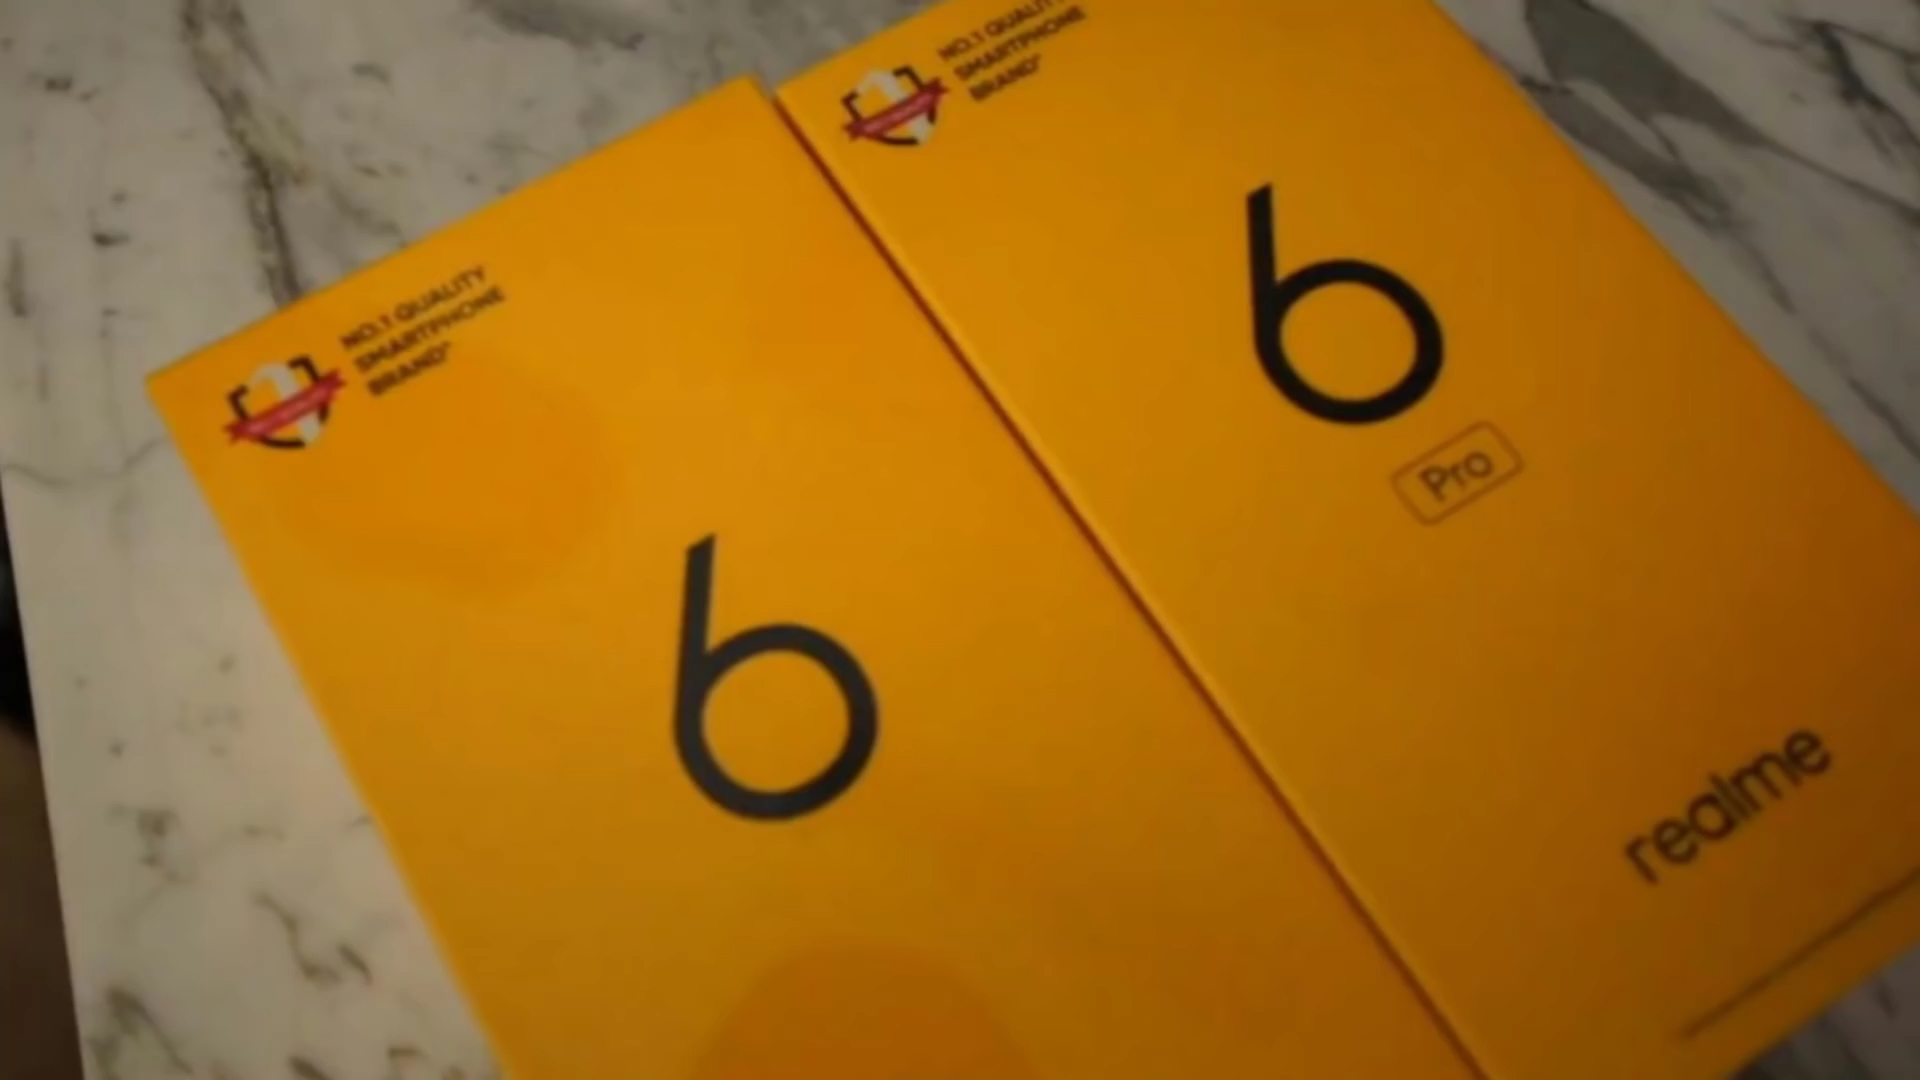 NO.1 QUALITY
SMARTPHONE
BRAND*
6
NO.1 QUALITY
SMARTPHONE
BRAND*
6
Pro
realme